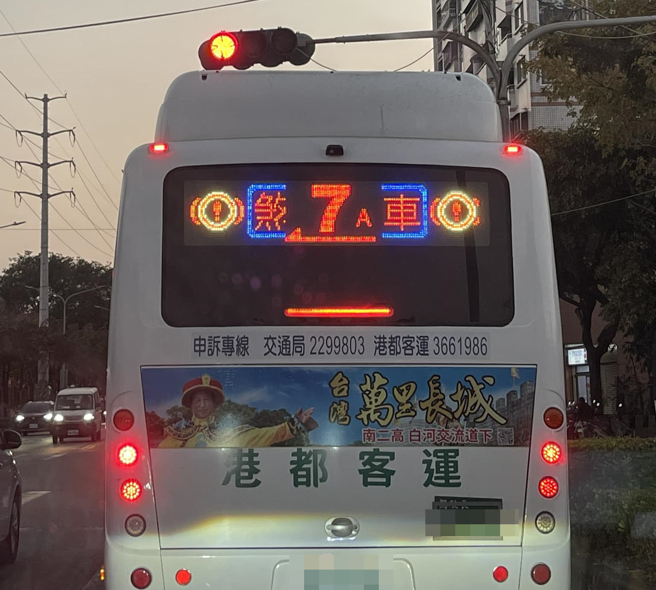 煞 7A 車
申訴專線 交通局 2299803 港都客運 3661986
台灣萬里長城
南二高 白河交流道下
港都客運